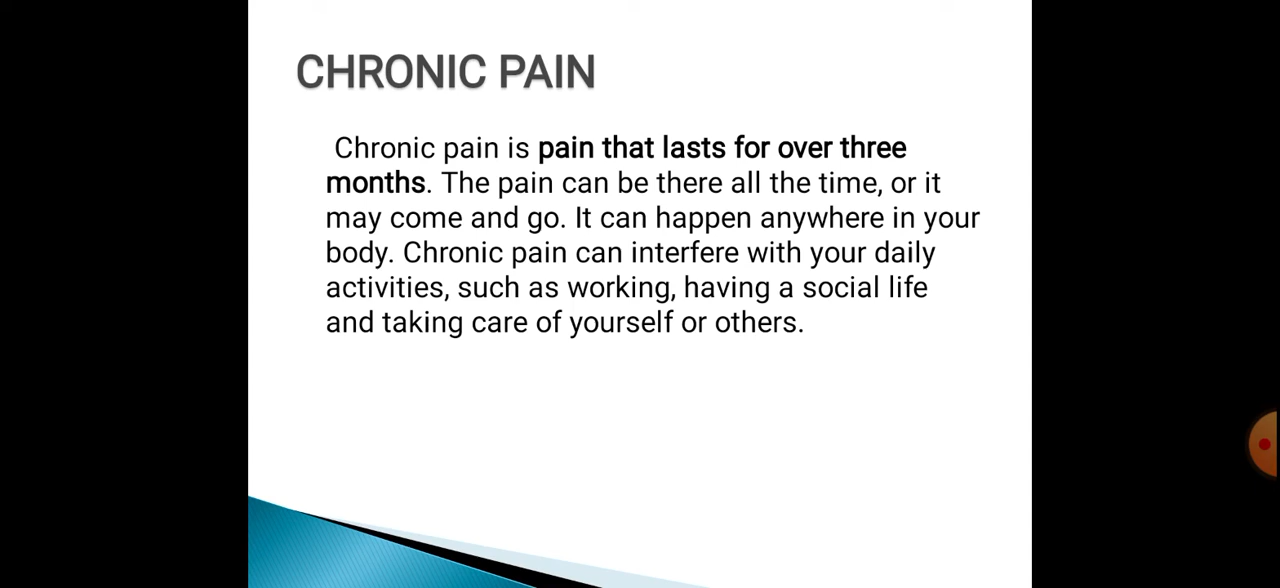 CHRONIC PAIN
Chronic pain is pain that lasts for over three
months. The pain can be there all the time, or it
may come and go. It can happen anywhere in your
body. Chronic pain can interfere with your daily
activities, such as working, having a social life
and taking care of yourself or others.